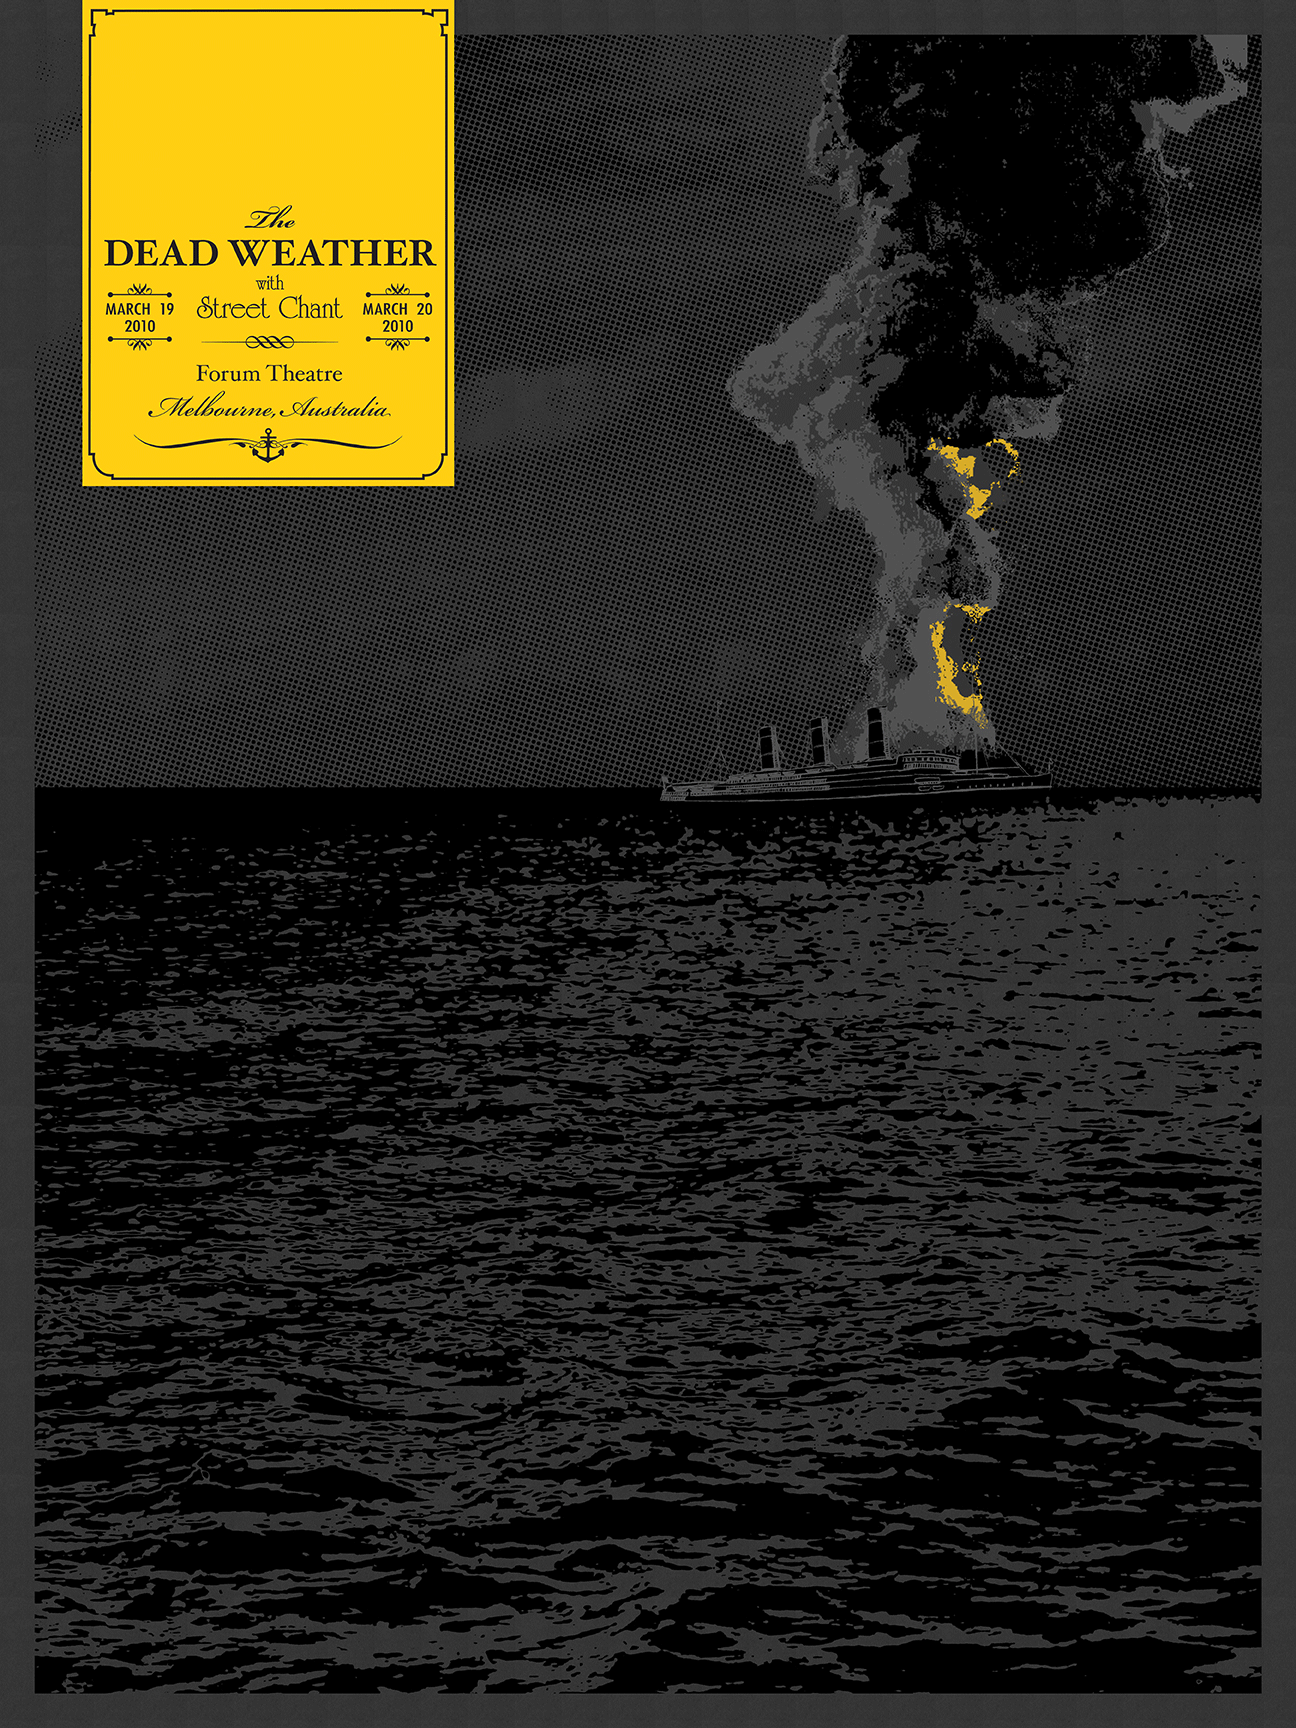 The
DEAD WEATHER
with
Street Chant
MARCH 19
2010
MARCH 20
2010
Forum Theatre
Melbourne, Australia